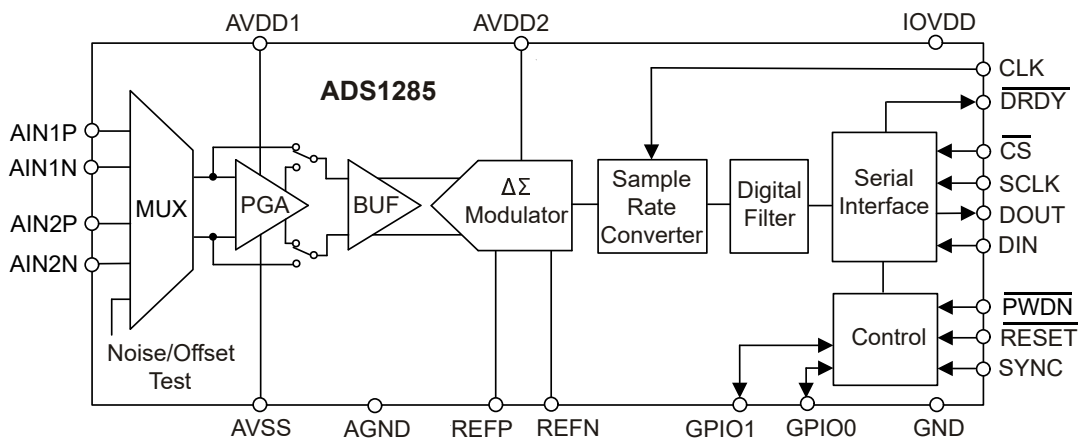 AVDD1
AVDD2
IOVDD
ADS1285
CLK
DRDY
AIN1P
AIN1N
AIN2P
AIN2N
MUX
PGA
BUF
ΔΣ
Modulator
Sample
Rate
Converter
Digital
Filter
Serial
Interface
CS
SCLK
DOUT
DIN
Noise/Offset
Test
Control
PWDN
RESET
SYNC
AVSS
AGND
REFP
REFN
GPIO1
GPIO0
GND